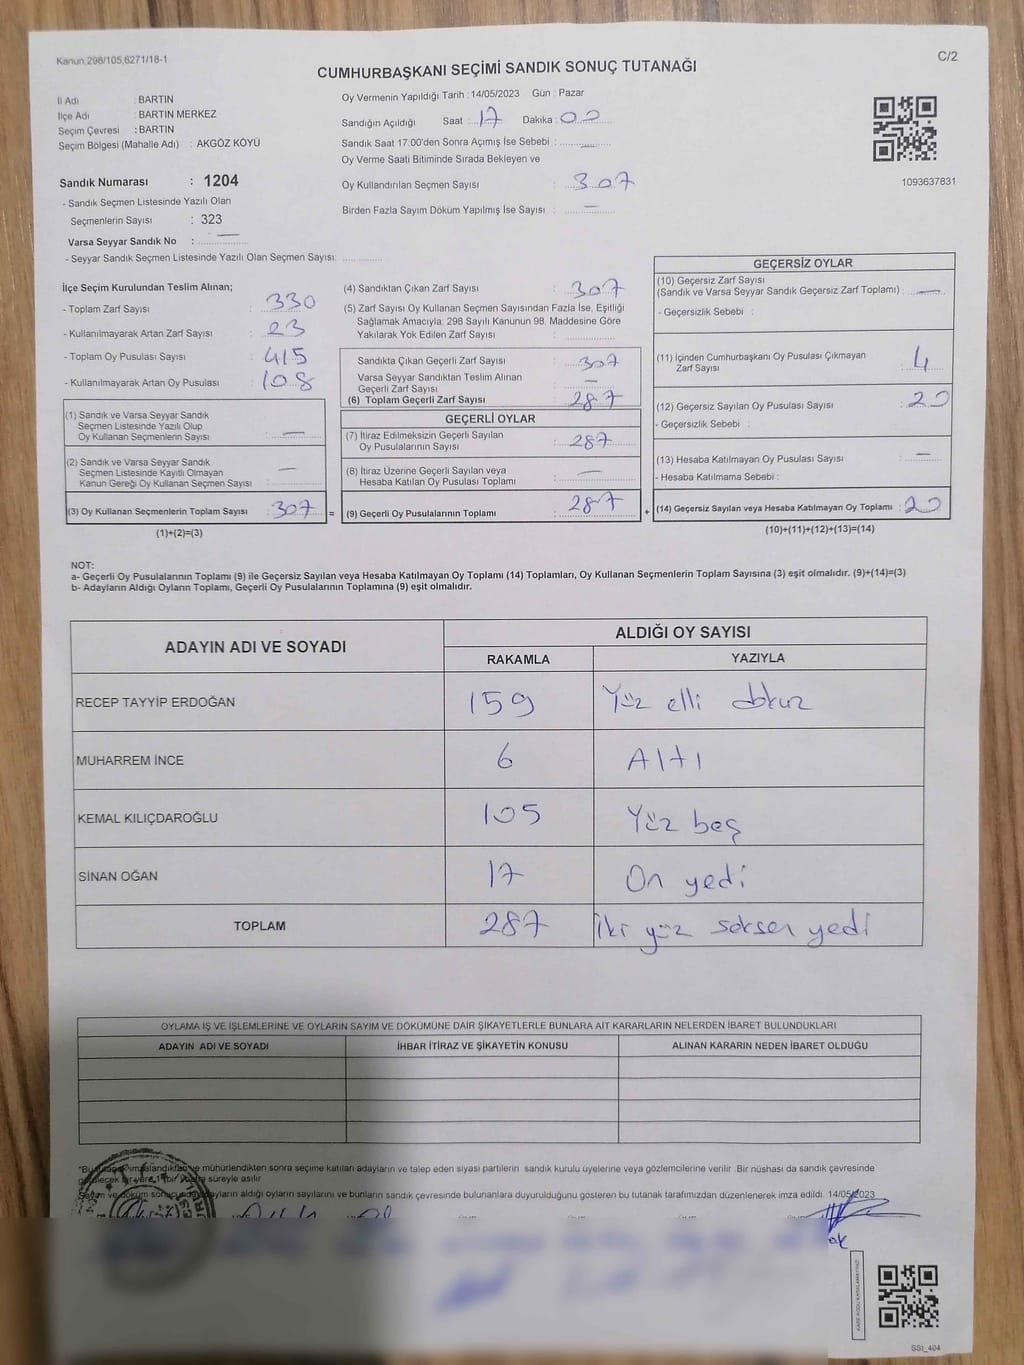 Kanun:298/105,6271/18-1
C/2
CUMHURBAŞKANI SEÇİMİ SANDIK SONUÇ TUTANAĞI
İl Adı : BARTIN
İlçe Adı : BARTIN MERKEZ
Seçim Çevresi : BARTIN
Seçim Bölgesi (Mahalle Adı) : AKGÖZ KÖYÜ
Oy Vermenin Yapıldığı Tarih : 14/05/2023 Gün : Pazar
Sandığın Açıldığı Saat : 17 Dakika : 00
Sandık Saat 17.00'den Sonra Açımış İse Sebebi : —
Oy Verme Saati Bitiminde Sırada Bekleyen ve
Oy Kullandırılan Seçmen Sayısı : 307
Birden Fazla Sayım Döküm Yapılmış İse Sayısı : —
1093637831
Sandık Numarası : 1204
- Sandık Seçmen Listesinde Yazılı Olan
Seçmenlerin Sayısı : 323
Varsa Seyyar Sandık No : —
- Seyyar Sandık Seçmen Listesinde Yazılı Olan Seçmen Sayısı:
İlçe Seçim Kurulundan Teslim Alınan;
- Toplam Zarf Sayısı : 330
- Kullanılmayarak Artan Zarf Sayısı : 23
- Toplam Oy Pusulası Sayısı : 415
- Kullanılmayarak Artan Oy Pusulası : 108
(1) Sandık ve Varsa Seyyar Sandık
Seçmen Listesinde Yazılı Olup
Oy Kullanan Seçmenlerin Sayısı : —
(2) Sandık ve Varsa Seyyar Sandık
Seçmen Listesinde Kayıtlı Olmayan
Kanun Gereği Oy Kullanan Seçmen Sayısı : —
(3) Oy Kullanan Seçmenlerin Toplam Sayısı : 307 =
(1)+(2)=(3)
(4) Sandıktan Çıkan Zarf Sayısı : 307
(5) Zarf Sayısı Oy Kullanan Seçmen Sayısından Fazla İse, Eşitliği
Sağlamak Amacıyla; 298 Sayılı Kanunun 98. Maddesine Göre
Yakılarak Yok Edilen Zarf Sayısı :
Sandıkta Çıkan Geçerli Zarf Sayısı : 307
Varsa Seyyar Sandıktan Teslim Alınan
Geçerli Zarf Sayısı : —
(6) Toplam Geçerli Zarf Sayısı : 287
GEÇERLİ OYLAR
(7) İtiraz Edilmeksizin Geçerli Sayılan
Oy Pusulalarının Sayısı : 287
(8) İtiraz Üzerine Geçerli Sayılan veya
Hesaba Katılan Oy Pusulası Toplamı : —
(9) Geçerli Oy Pusulalarının Toplamı : 287 +
GEÇERSİZ OYLAR
(10) Geçersiz Zarf Sayısı
(Sandık ve Varsa Seyyar Sandık Geçersiz Zarf Toplamı) : —
- Geçersizlik Sebebi :
(11) İçinden Cumhurbaşkanı Oy Pusulası Çıkmayan
Zarf Sayısı : 4
(12) Geçersiz Sayılan Oy Pusulası Sayısı : 20
- Geçersizlik Sebebi :
(13) Hesaba Katılmayan Oy Pusulası Sayısı : —
- Hesaba Katılmama Sebebi :
(14) Geçersiz Sayılan veya Hesaba Katılmayan Oy Toplamı : 20
(10)+(11)+(12)+(13)=(14)
NOT:
a- Geçerli Oy Pusulalarının Toplamı (9) ile Geçersiz Sayılan veya Hesaba Katılmayan Oy Toplamı (14) Toplamları, Oy Kullanan Seçmenlerin Toplam Sayısına (3) eşit olmalıdır. (9)+(14)=(3)
b- Adayların Aldığı Oyların Toplamı, Geçerli Oy Pusulalarının Toplamına (9) eşit olmalıdır.
ADAYIN ADI VE SOYADI
ALDIĞI OY SAYISI
RAKAMLA YAZIYLA
RECEP TAYYİP ERDOĞAN 159 Yüz elli dokuz
MUHARREM İNCE 6 Altı
KEMAL KILIÇDAROĞLU 105 Yüz beş
SİNAN OĞAN 17 On yedi
TOPLAM 287 İki yüz seksen yedi
OYLAMA İŞ VE İŞLEMLERİNE VE OYLARIN SAYIM VE DÖKÜMÜNE DAİR ŞİKAYETLERLE BUNLARA AİT KARARLARIN NELERDEN İBARET BULUNDUKLARI
ADAYIN ADI VE SOYADI İHBAR İTİRAZ VE ŞİKAYETİN KONUSU ALINAN KARARIN NEDEN İBARET OLDUĞU
ve mühürlendikten sonra seçime katılan adayların ve talep eden siyasi partilerin sandık kurulu üyelerine veya gözlemcilerine verilir .Bir nüshası da sandık çevresinde
süreyle asılır
aldığı oyların sayılarını ve bunların sandık çevresinde bulunanlara duyurulduğunu gösteren bu tutanak tarafımızdan düzenlenerek imza edildi. 14/05/2023
SSI_404